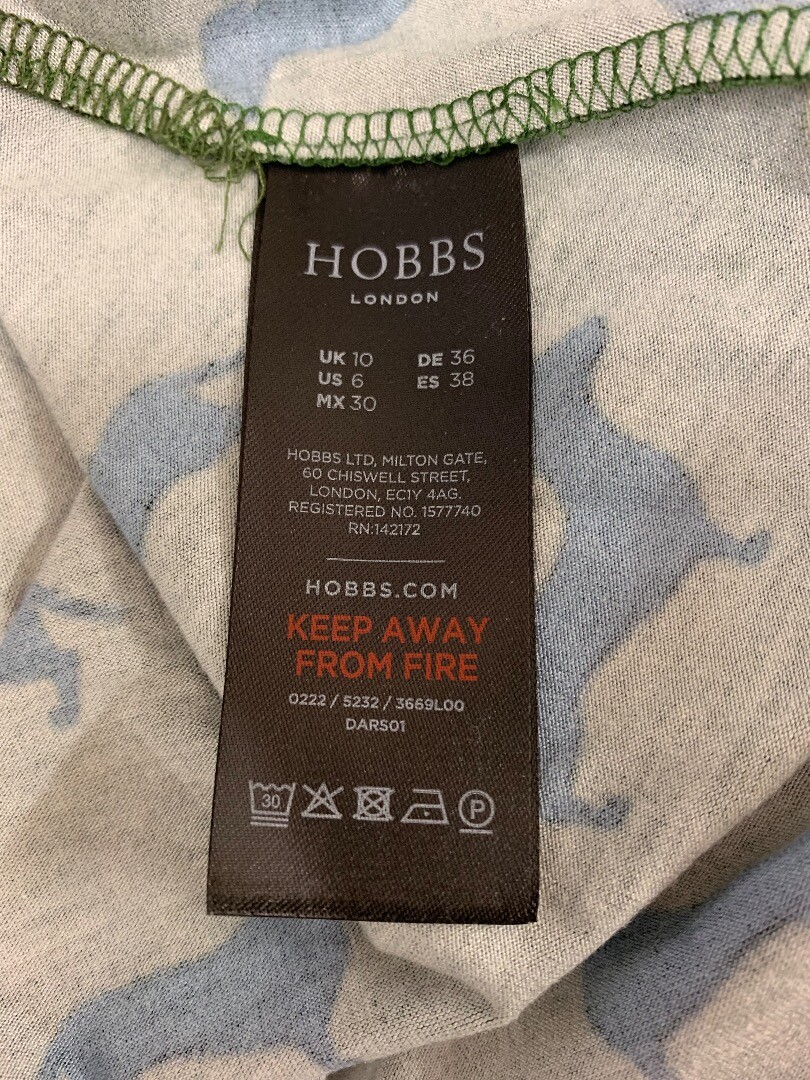 HOBBS
LONDON
UK 10 DE 36
US 6 ES 38
MX 30
HOBBS LTD, MILTON GATE,
60 CHISWELL STREET,
LONDON, EC1Y 4AG.
REGISTERED NO. 1577740
RN:142172
HOBBS.COM
KEEP AWAY
FROM FIRE
0222 / 5232 / 3669L00
DARS01
30
P